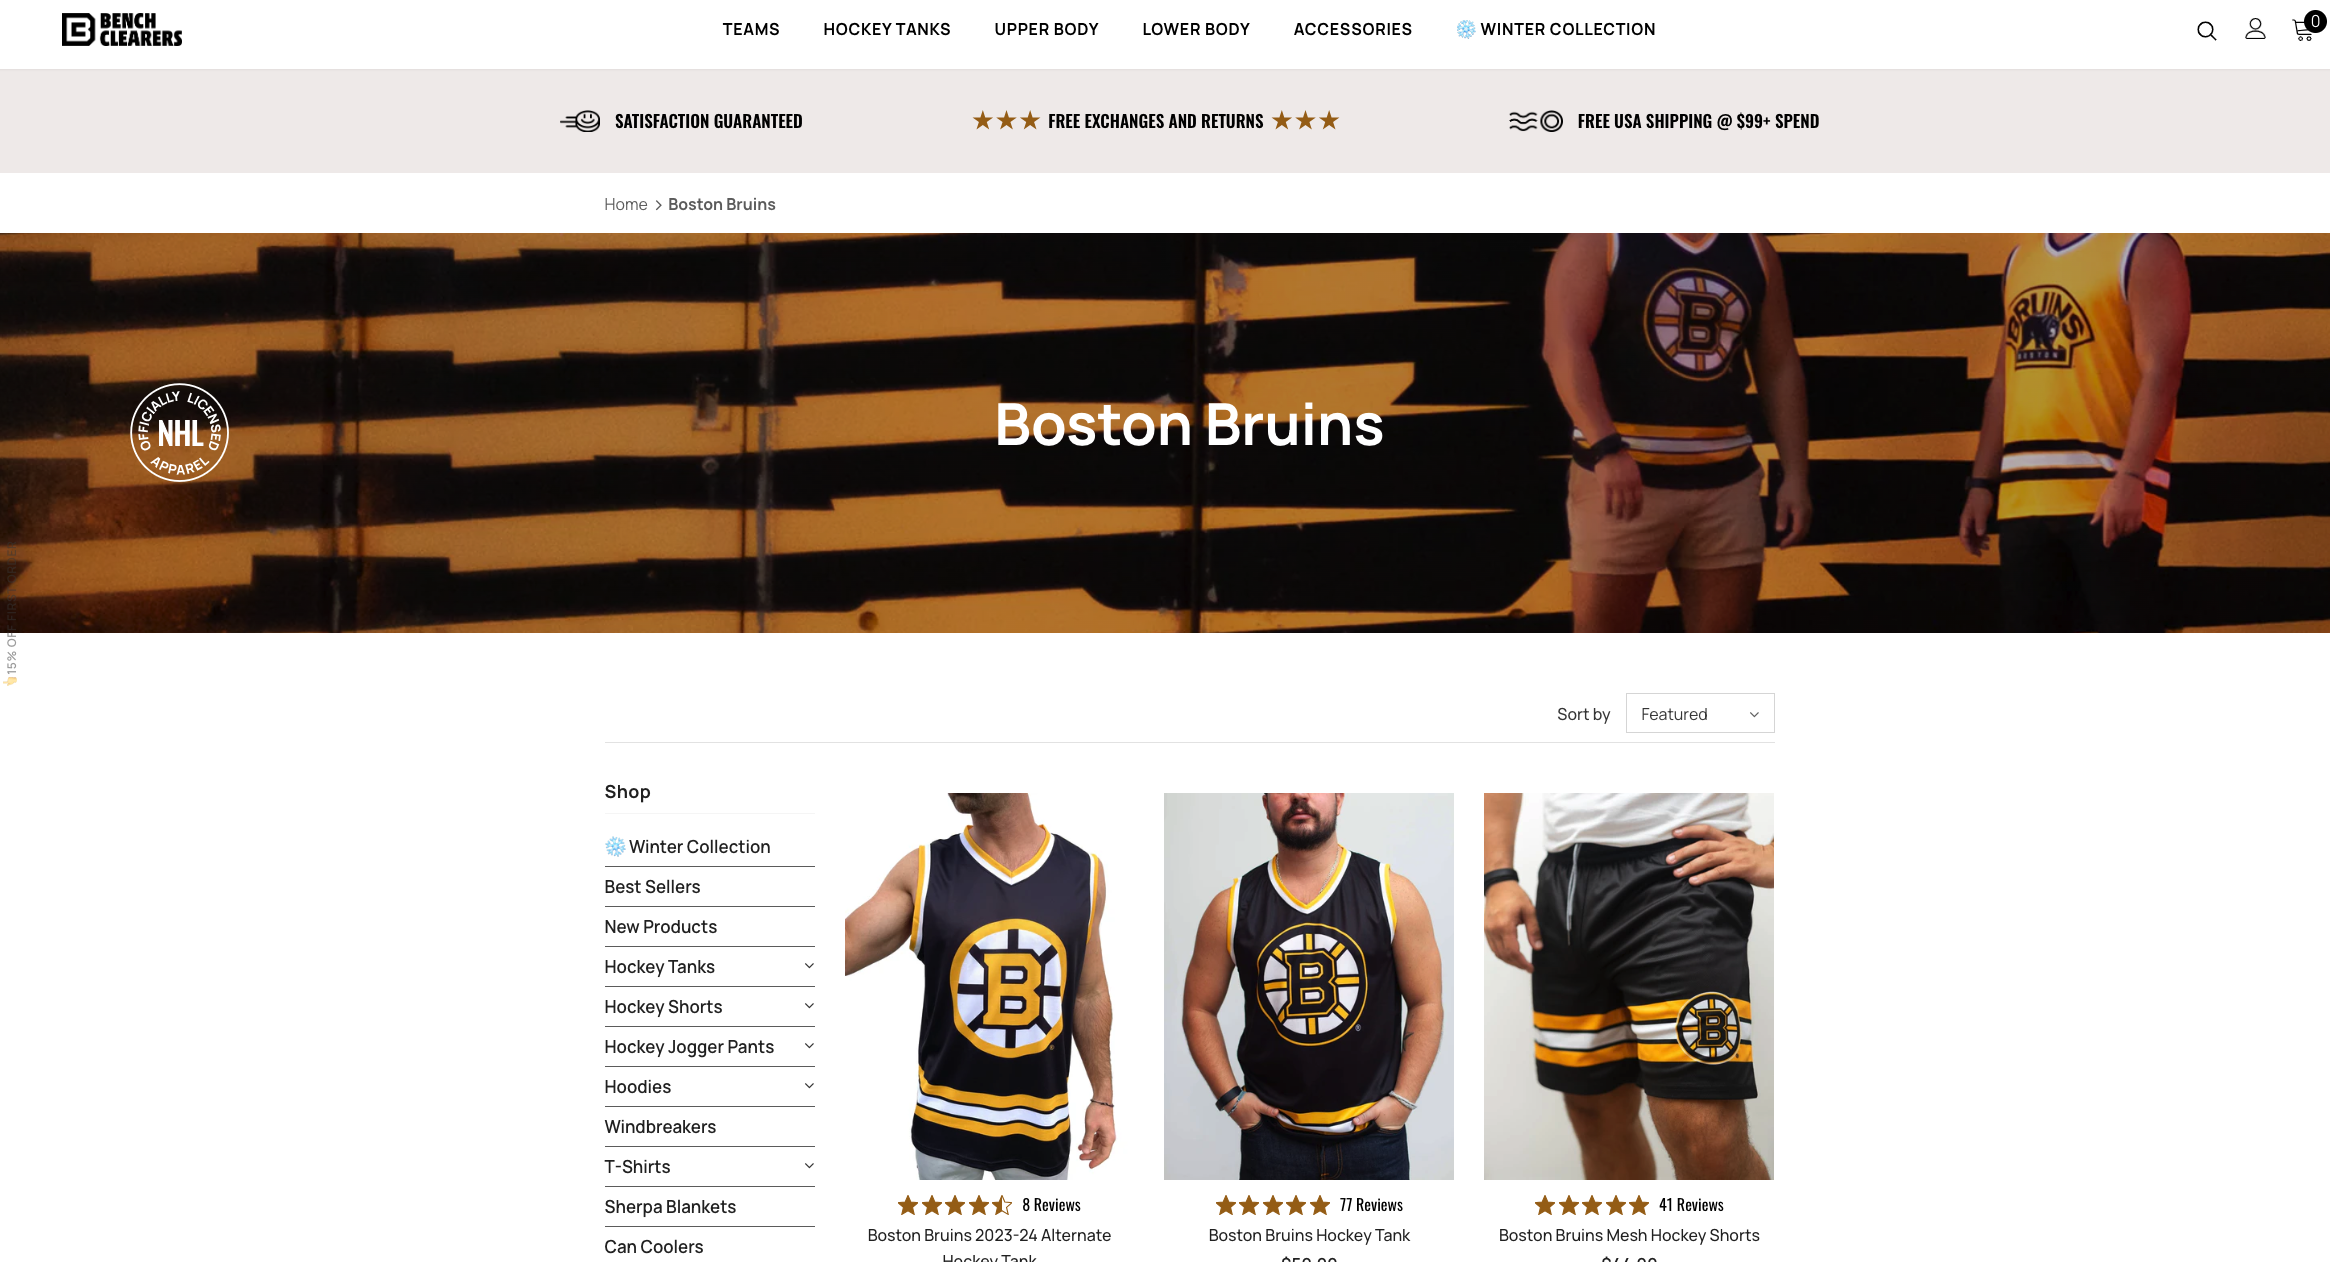 BENCH
CLEARERS
TEAMS
HOCKEY TANKS
UPPER BODY
LOWER BODY
ACCESSORIES
WINTER COLLECTION
0
SATISFACTION GUARANTEED
FREE EXCHANGES AND RETURNS
FREE USA SHIPPING @ $99+ SPEND
Home
Boston Bruins
OFFICIALLY LICENSED
NHL
APPAREL
Boston Bruins
B
BRUINS
BOSTON
15% OFF
Sort by
Featured
Shop
Winter Collection
Best Sellers
New Products
Hockey Tanks
Hockey Shorts
Hockey Jogger Pants
Hoodies
Windbreakers
T-Shirts
Sherpa Blankets
Can Coolers
B
B
B
8 Reviews
Boston Bruins 2023-24 Alternate
Hockey Tank
77 Reviews
Boston Bruins Hockey Tank
41 Reviews
Boston Bruins Mesh Hockey Shorts